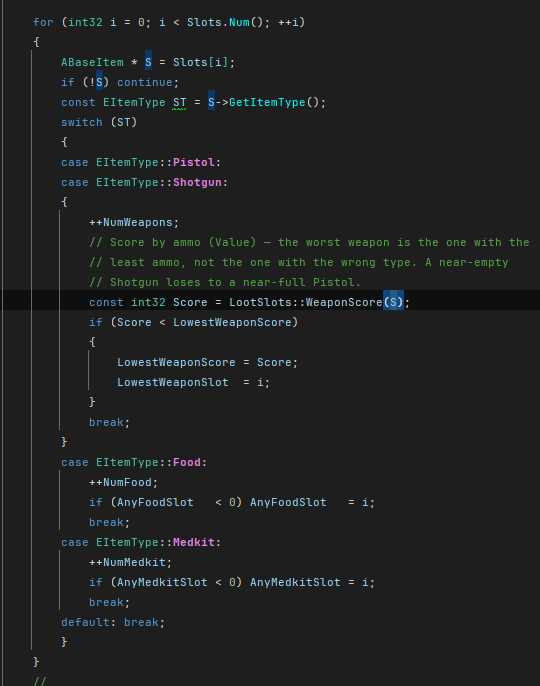 for (int32 i = 0; i < Slots.Num(); ++i)
{
ABaseItem * S = Slots[i];
if (!S) continue;
const EItemType ST = S->GetItemType();
switch (ST)
{
case EItemType::Pistol:
case EItemType::Shotgun:
{
++NumWeapons;
// Score by ammo (Value) — the worst weapon is the one with the
// least ammo, not the one with the wrong type. A near-empty
// Shotgun loses to a near-full Pistol.
const int32 Score = LootSlots::WeaponScore(S);
if (Score < LowestWeaponScore)
{
LowestWeaponScore = Score;
LowestWeaponSlot  = i;
}
break;
}
case EItemType::Food:
++NumFood;
if (AnyFoodSlot   < 0) AnyFoodSlot   = i;
break;
case EItemType::Medkit:
++NumMedkit;
if (AnyMedkitSlot < 0) AnyMedkitSlot = i;
break;
default: break;
}
}
//